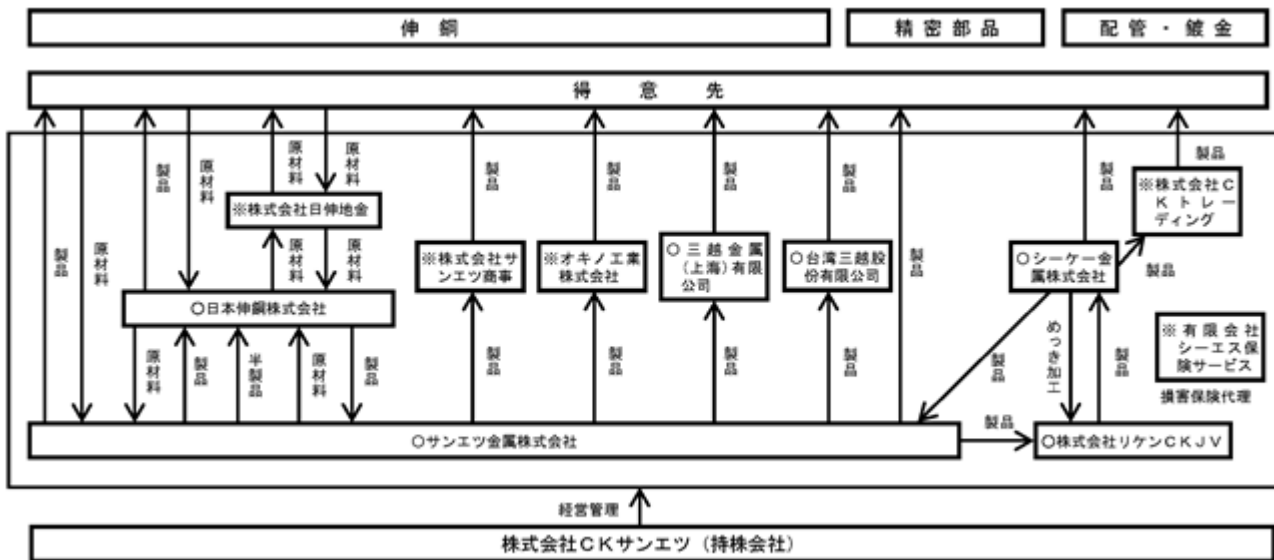 伸銅
精密部品
配管・鍍金
得意先
製品
原材料
製品
原材料
原材料
原材料
製品
製品
製品
製品
製品
製品
製品
※株式会社日伸地金
原材料
原材料
※株式会社サ
ンエツ商事
※オキノ工業
株式会社
○三越金属
(上海)有限
公司
○台湾三越股
份有限公司
○シーケー金
属株式会社
※株式会社C
Kトレー
ディング
製品
○日本伸銅株式会社
原材料
製品
半製品
原材料
製品
製品
製品
製品
製品
製品
めっき加工
製品
※有限会社
シーエス保
険サービス
損害保険代理
○サンエツ金属株式会社
製品
○株式会社リケンCKJV
経営管理
株式会社CKサンエツ(持株会社)